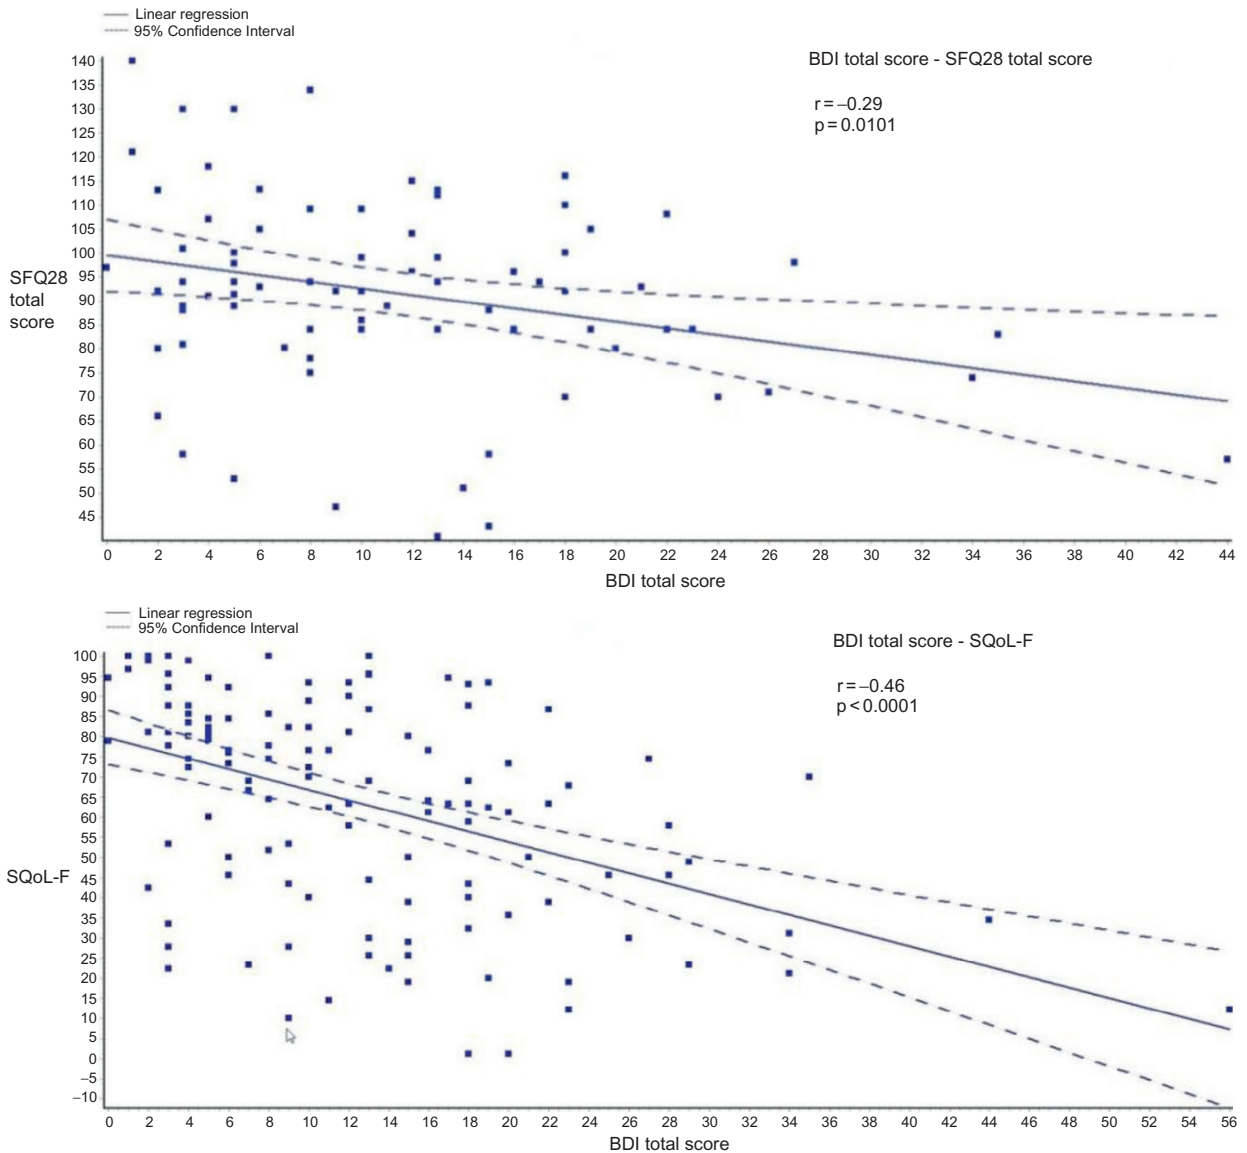 Linear regression
95% Confidence Interval
BDI total score - SFQ28 total score
r=−0.29
p=0.0101
140
135
130
125
120
115
110
105
100
95
90
85
80
75
70
65
60
55
50
45
SFQ28
total
score
0 2 4 6 8 10 12 14 16 18 20 22 24 26 28 30 32 34 36 38 40 42 44
BDI total score
Linear regression
95% Confidence Interval
BDI total score - SQoL-F
r=−0.46
p<0.0001
100
95
90
85
80
75
70
65
60
55
50
45
40
35
30
25
20
15
10
5
0
−5
−10
SQoL-F
0 2 4 6 8 10 12 14 16 18 20 22 24 26 28 30 32 34 36 38 40 42 44 46 48 50 52 54 56
BDI total score